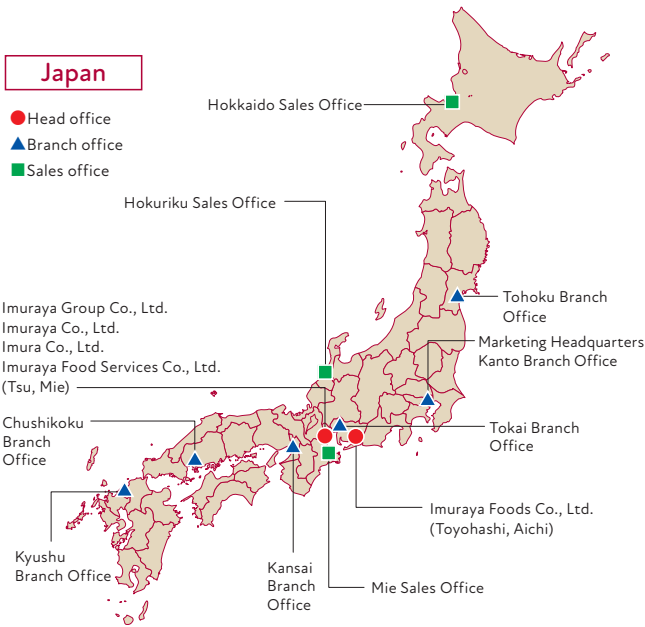 Japan
Head office
Branch office
Sales office
Hokkaido Sales Office
Hokuriku Sales Office
Tohoku Branch
Office
Imuraya Group Co., Ltd.
Imuraya Co., Ltd.
Imura Co., Ltd.
Imuraya Food Services Co., Ltd.
(Tsu, Mie)
Marketing Headquarters
Kanto Branch Office
Chushikoku
Branch
Office
Tokai Branch
Office
Imuraya Foods Co., Ltd.
(Toyohashi, Aichi)
Kyushu
Branch Office
Kansai
Branch
Office
Mie Sales Office